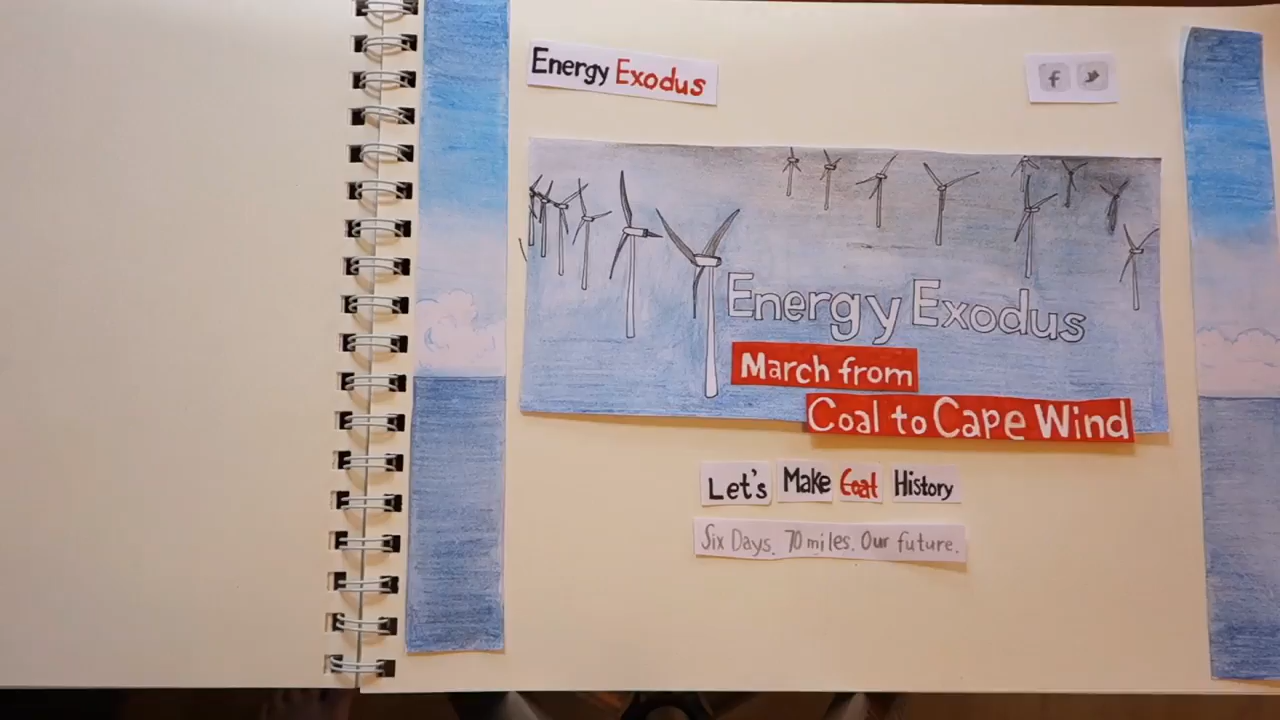 Energy Exodus
f
Energy Exodus
March from
Coal to Cape Wind
Let's Make Coal History
Six Days. 70 miles. Our future.